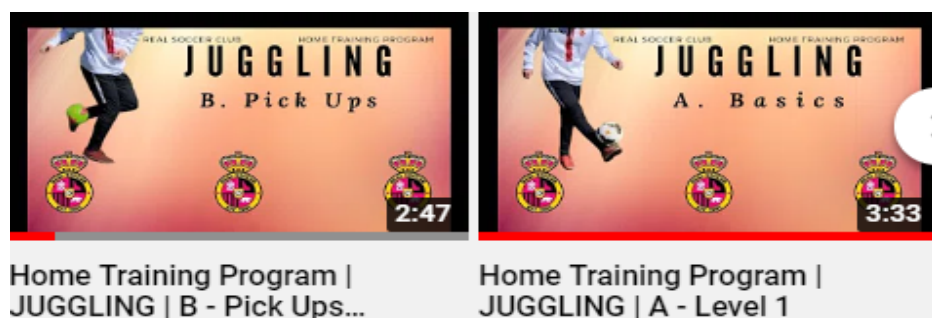 REAL SOCCER CLUB HOME TRAINING PROGRAM
JUGGLING
B. Pick Ups
2:47
Home Training Program |
JUGGLING | B - Pick Ups...
REAL SOCCER CLUB HOME TRAINING PROGRAM
JUGGLING
A. Basics
3:33
Home Training Program |
JUGGLING | A - Level 1